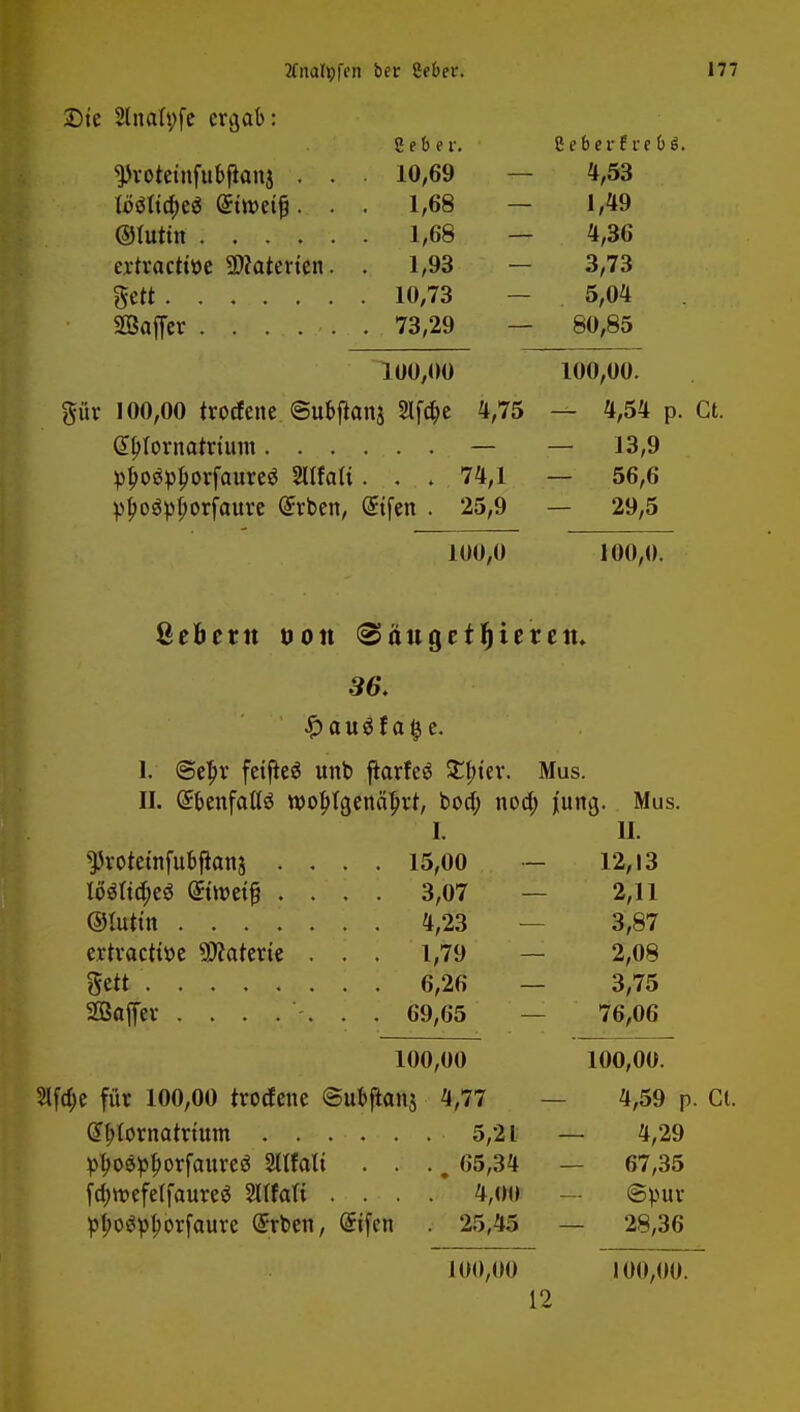 Analysen der Leber. 177
Die Analyse ergab:
Leber. Leberkrebs.
Proteinsubstanz . . . 10,69 — 4,53
lösliches Eiweiß . . . 1,68 — 1,49
Glutin . . . . . . 1,68 — 4,36
extractive Materien . . 1,93 — 3,73
Fett . . . . . . . 10,73 — 5,04
Wasser . . . . . . . 73,29 — 80,85
100,00 100,00.
Für 100,00 trockene Substanz Asche 4,75 — 4,54 p. Ct.
Chlornatrium . . . . . . — — 13,9
phosphorsaures Alkali . . . 74,1 — 56,6
phosphorsaure Erden, Eisen . 25,9 — 29,5
100,0 100,0.
Lebern von Säugethieren.
36.
Hauskatze.
I. Sehr feistes und starkes Thier. Mus.
II. Ebenfalls wohlgenährt, doch noch jung. Mus.
I. II.
Proteinsubstanz . . . . 15,00 — 12,13
lösliches Eiweiß . . . . 3,07 — 2,11
Glutin . . . . . . . 4,23 — 3,87
extractive Materie . . . 1,79 — 2,08
Fett . . . . . . . . 6,26 — 3,75
Wasser . . . . . . . 69,65 — 76,06
100,00 100,00.
Asche für 100,00 trockene Substanz 4,77 — 4,59 p. Ct.
Chlornatrium . . . . . . 5,21 — 4,29
phosphorsaures Alkali . . . . 65,34 — 67,35
schwefelsaures Alkali . . . . 4,00 — Spur
phosphorsaure Erden, Eisen . 25,45 — 28,36
100,00 100,00.
12